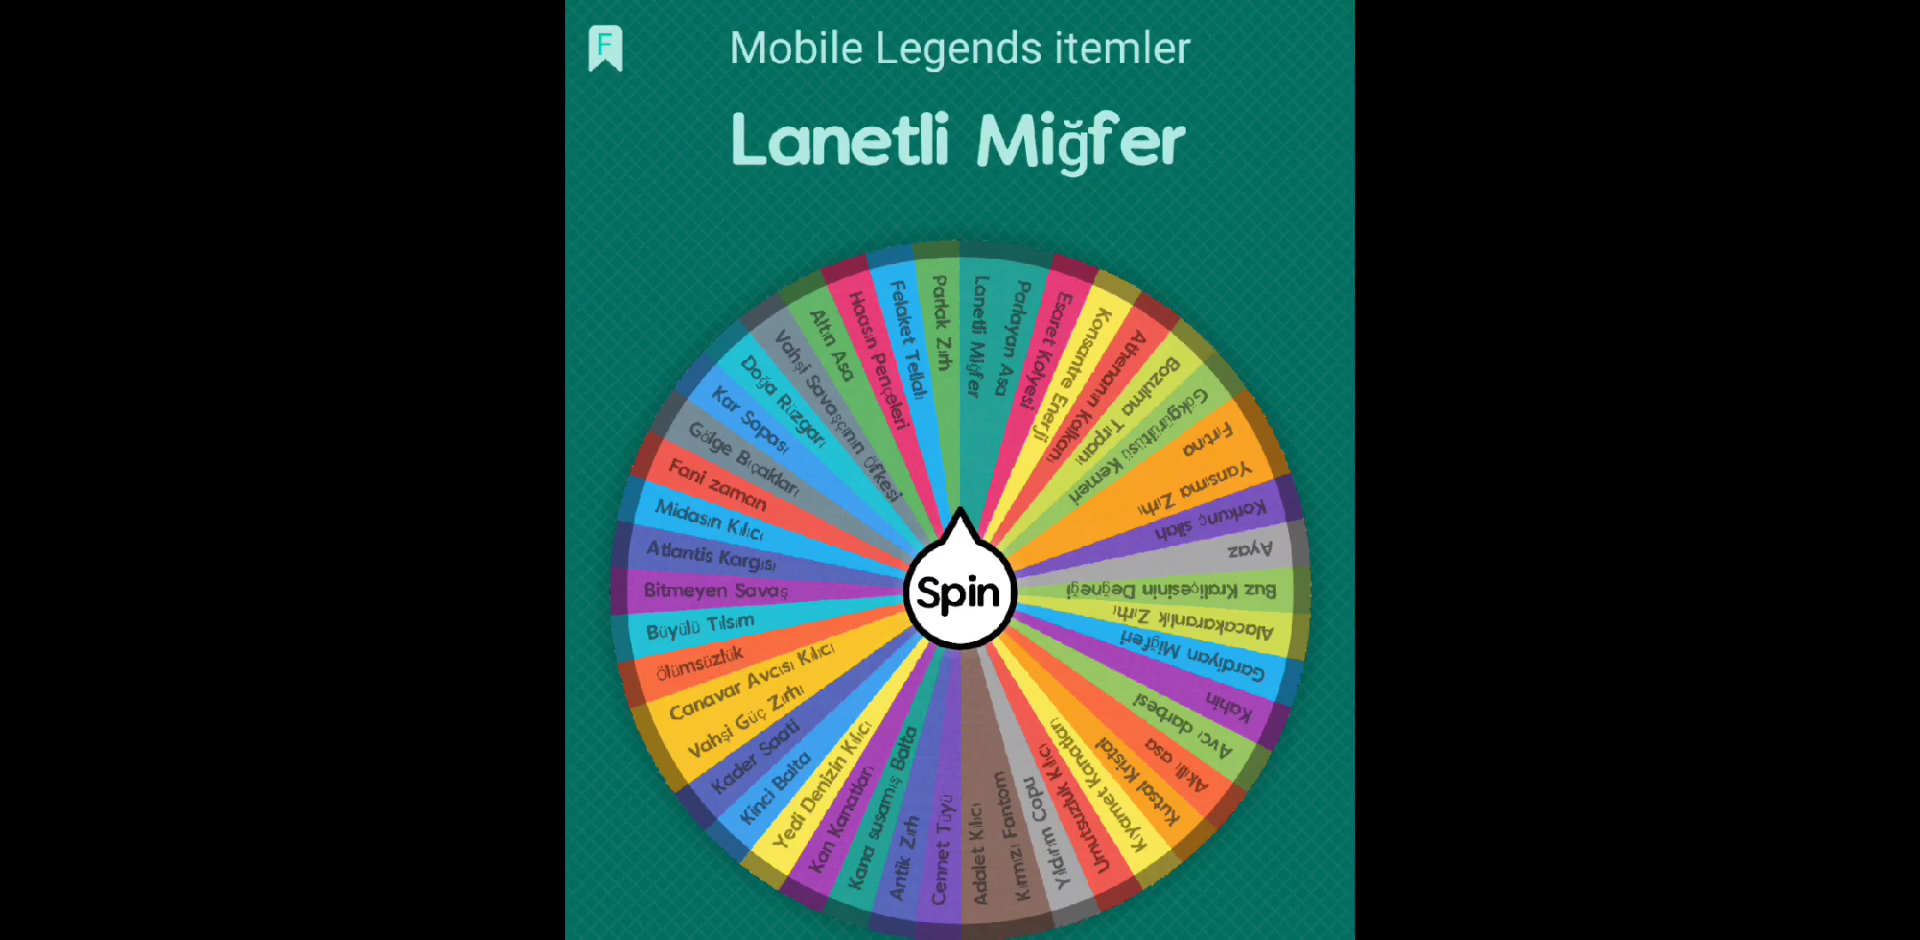 F
Mobile Legends itemler
Lanetli Miğfer
Lanetli Miğfer
Parlayan Asa
Esaret Kolyesi
Konsantre Enerji
Athenanın Kalkanı
Bozulma Tırpanı
Gökgürültüsü Kemeri
Fırtına
Yansıma Zırhı
Korkunç silah
Ayaz
Buz Kraliçesinin Değneği
Alacakaranlık Zırhı
Gardiyan Miğferi
Kahin
Avcı darbesi
Akıllı asa
Kutsal Kristal
Kıyamet Kanatları
Umutsuzluk Kılıcı
Yıldırım Copu
Kırmızı Fantom
Adalet Kılıcı
Cennet Tüyü
Antik Zırh
Kana susamış Balta
Kan Kanatları
Yedi Denizin Kılıcı
Kinci Balta
Kader Saati
Vahşi Güç Zırhı
Canavar Avcısı Kılıcı
Ölümsüzlük
Büyülü Tılsım
Bitmeyen Savaş
Atlantis Kargısı
Midasın Kılıcı
Fani zaman
Gölge Bıçakları
Kar Sopası
Doğa Rüzgarı
Vahşi Savaşçının Öfkesi
Altın Asa
Haasın Pençeleri
Felaket Tellalı
Parlak Zırh
Spin